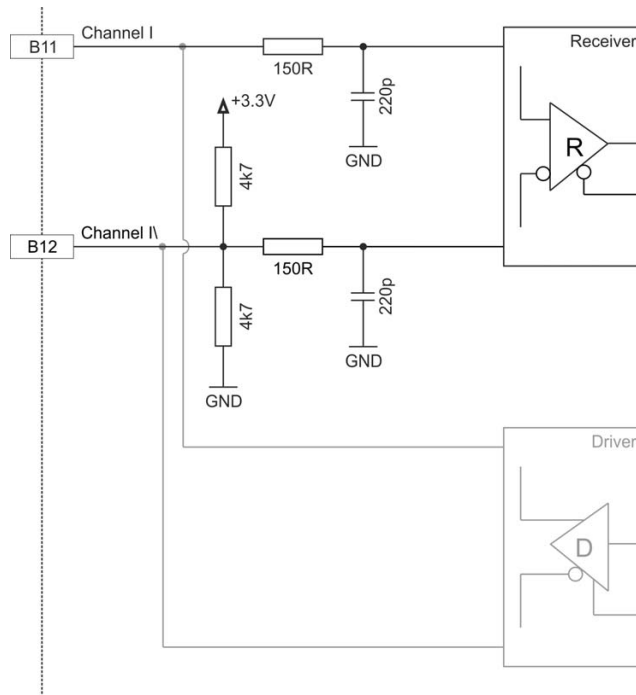 Channel I
Receiver
B11
150R
220p
+3.3V
GND
R
4k7
Channel I\
B12
150R
220p
4k7
GND
GND
Driver
D